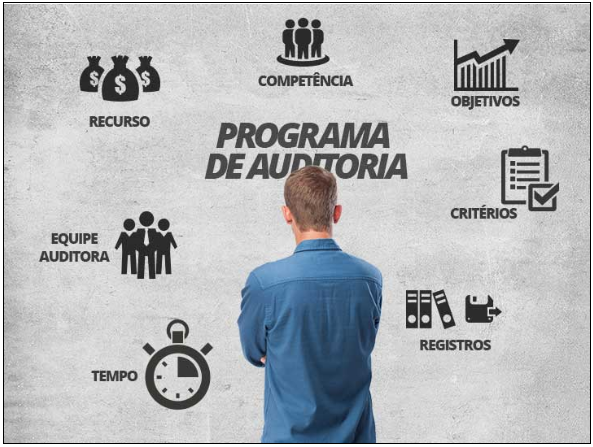 COMPETÊNCIA
OBJETIVOS
RECURSO
PROGRAMA
DE AUDITORIA
CRITÉRIOS
EQUIPE
AUDITORA
REGISTROS
TEMPO